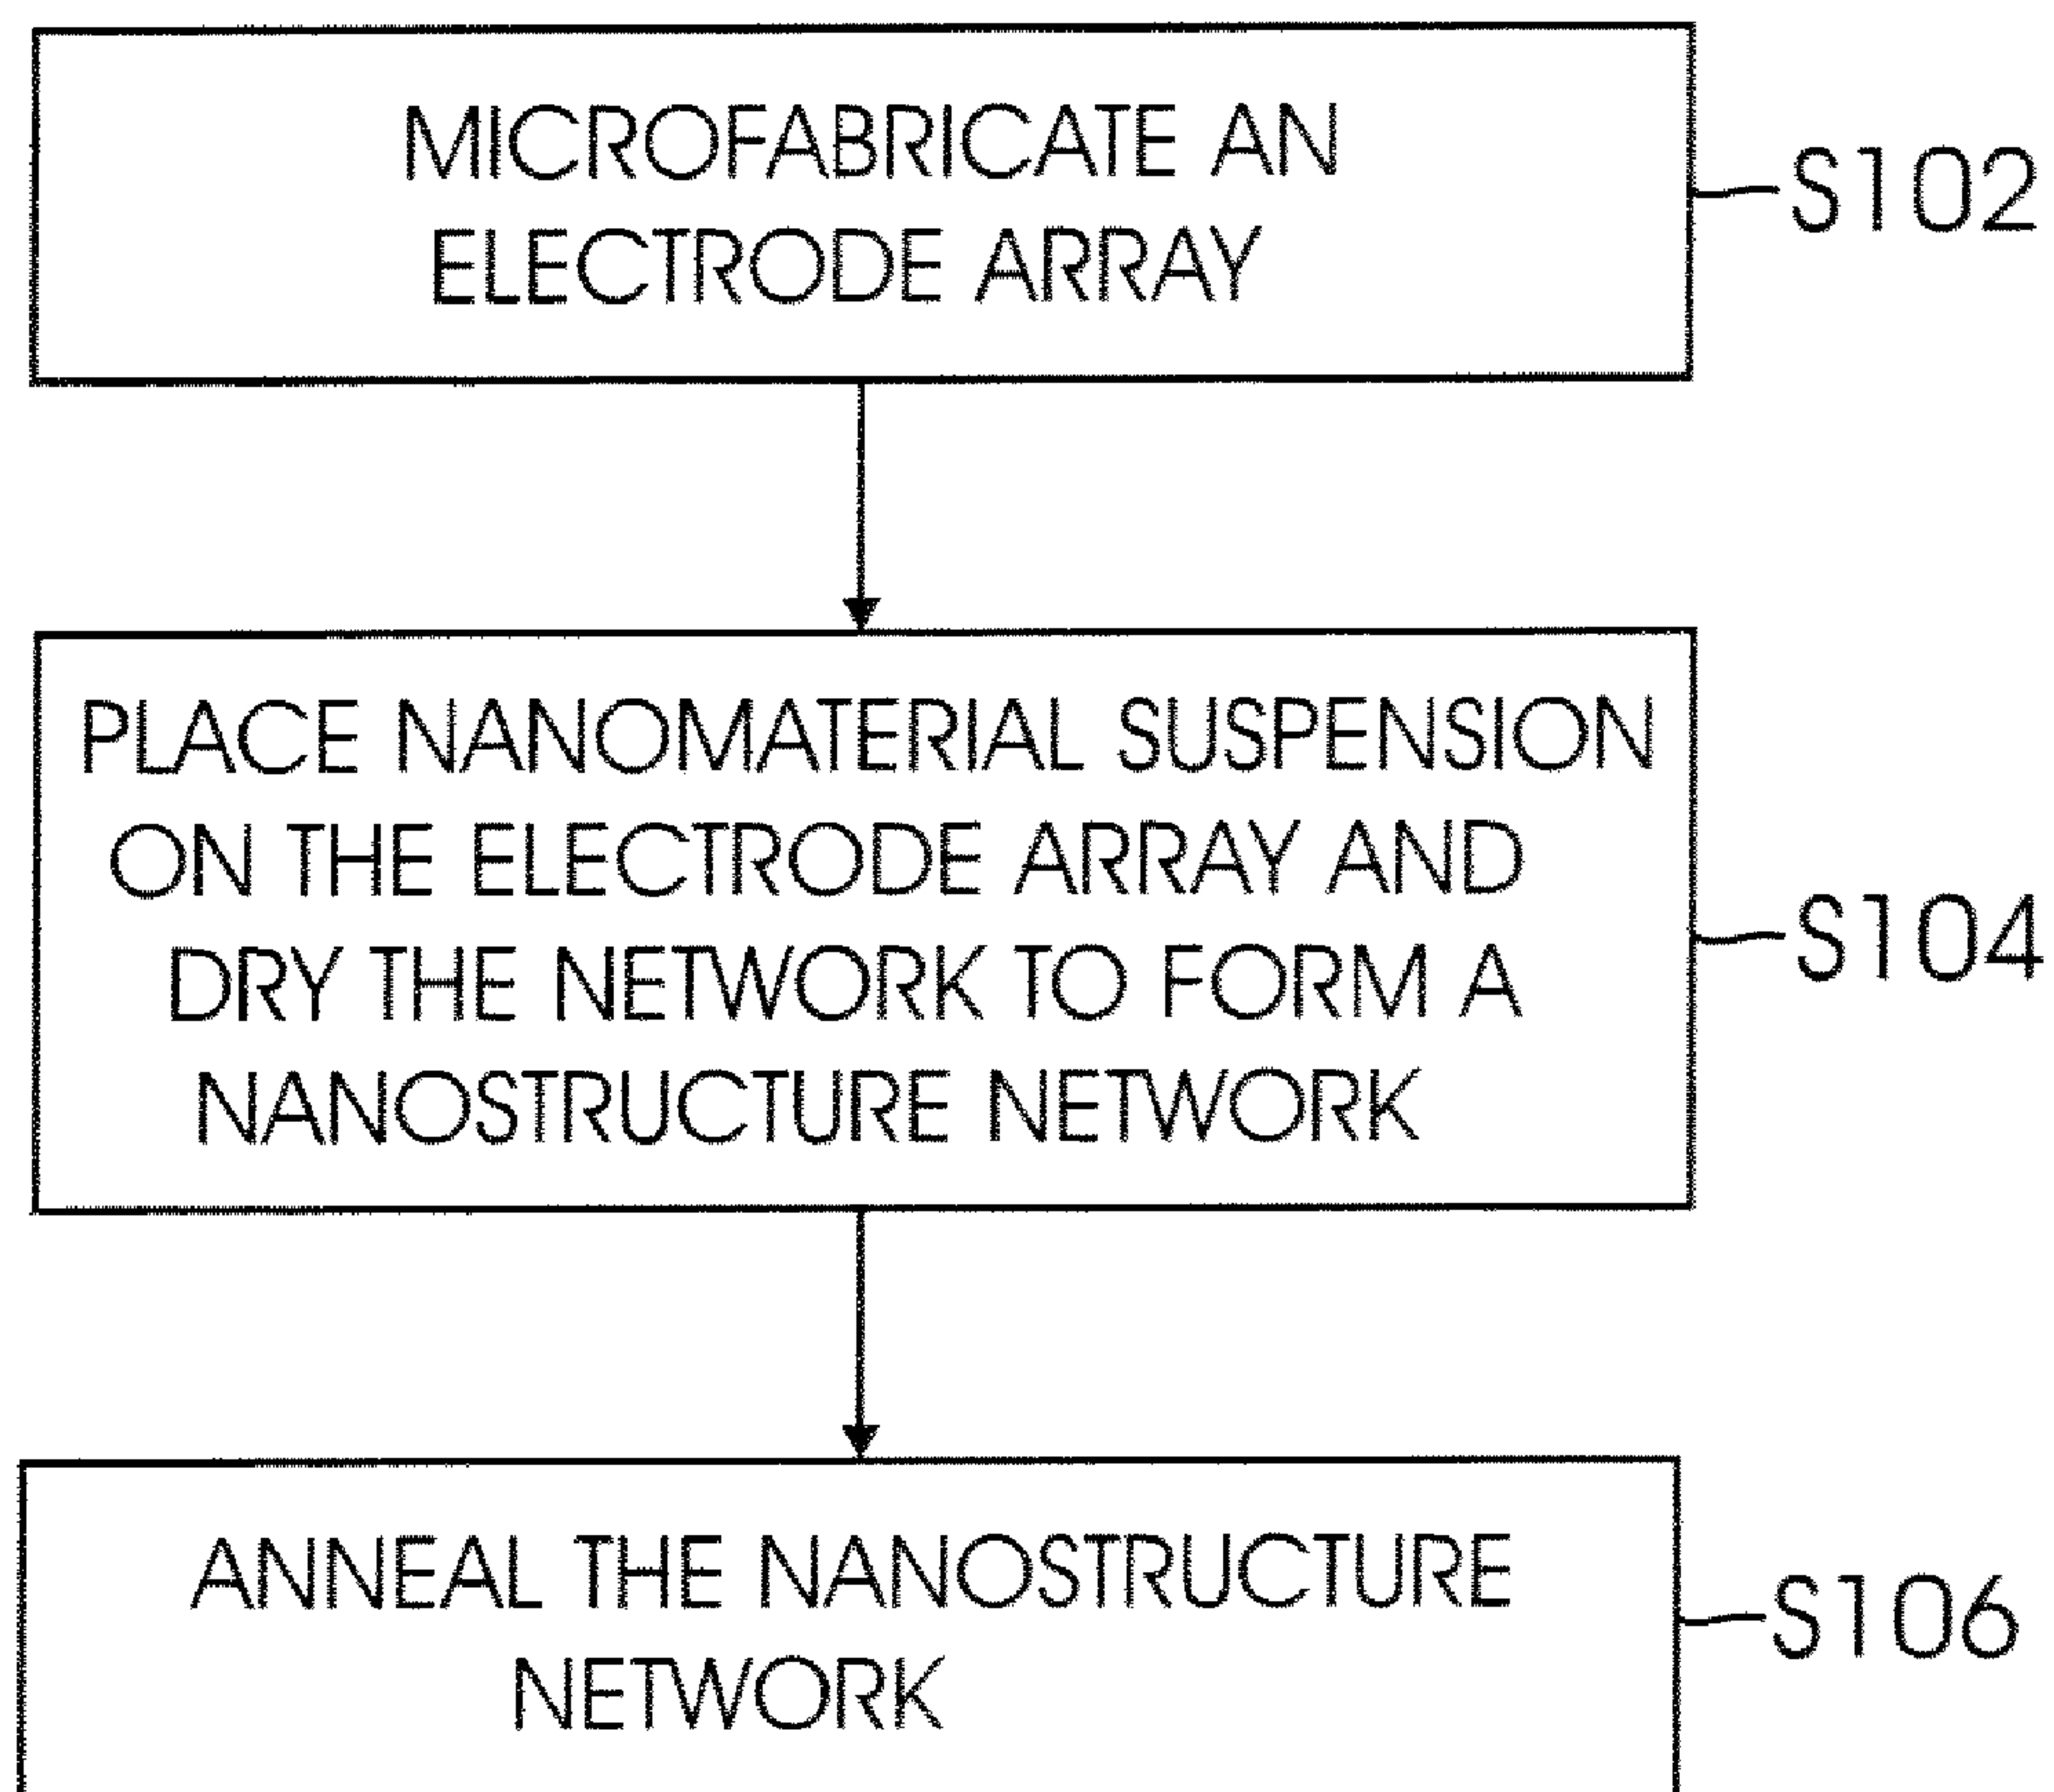 MICROFABRICATE AN
ELECTRODE ARRAY
S102
PLACE NANOMATERIAL SUSPENSION
ON THE ELECTRODE ARRAY AND
DRY THE NETWORK TO FORM A
NANOSTRUCTURE NETWORK
S104
ANNEAL THE NANOSTRUCTURE
NETWORK
S106